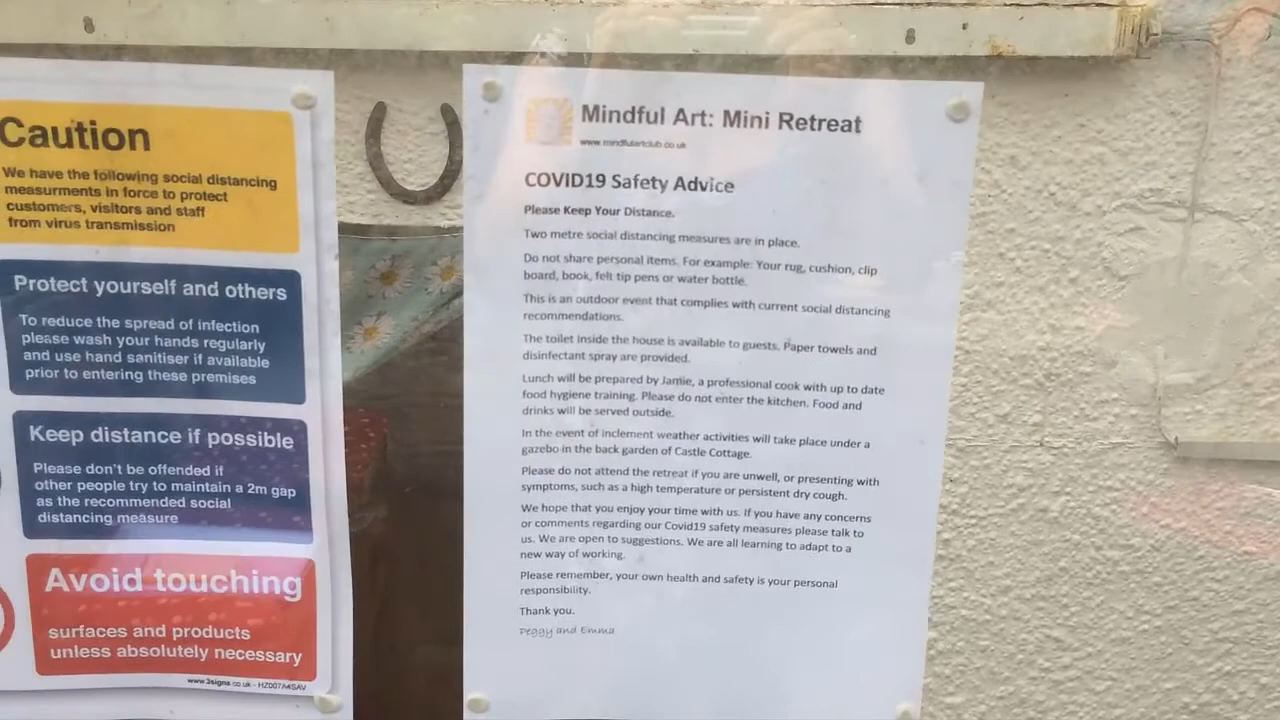 Caution
We have the following social distancing
measurments in force to protect
customers, visitors and staff
from virus transmission
Protect yourself and others
To reduce the spread of infection
please wash your hands regularly
and use hand sanitiser if available
prior to entering these premises
Keep distance if possible
Please don't be offended if
other people try to maintain a 2m gap
as the recommended social
distancing measure
Avoid touching
surfaces and products
unless absolutely necessary
www.3signs.co.uk -
Mindful Art: Mini Retreat
www.mindfulartclub.co.uk
COVID19 Safety Advice
Please Keep Your Distance.
Two metre social distancing measures are in place.
Do not share personal items. For example: Your rug, cushion, clip
board, book, felt tip pens or water bottle.
This is an outdoor event that complies with current social distancing
recommendations.
The toilet inside the house is available to guests. Paper towels and
disinfectant spray are provided.
Lunch will be prepared by Jamie, a professional cook with up to date
food hygiene training. Please do not enter the kitchen. Food and
drinks will be served outside.
In the event of inclement weather activities will take place under a
gazebo in the back garden of Castle Cottage.
Please do not attend the retreat if you are unwell, or presenting with
symptoms, such as a high temperature or persistent dry cough.
We hope that you enjoy your time with us. If you have any concerns
or comments regarding our Covid19 safety measures please talk to
us. We are open to suggestions. We are all learning to adapt to a
new way of working.
Please remember, your own health and safety is your personal
responsibility.
Thank you.
Peggy and Emma